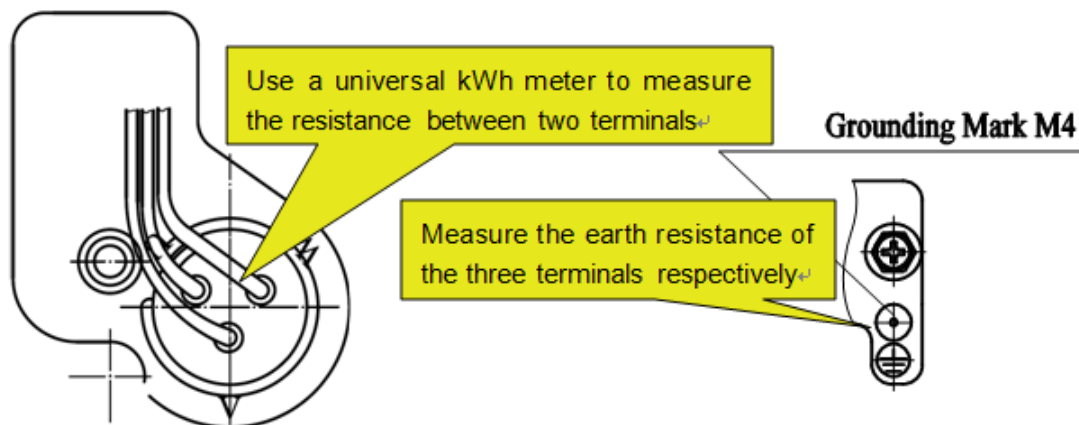 Use a universal kWh meter to measure
the resistance between two terminals↵
Grounding Mark M4
Measure the earth resistance of
the three terminals respectively↵
M